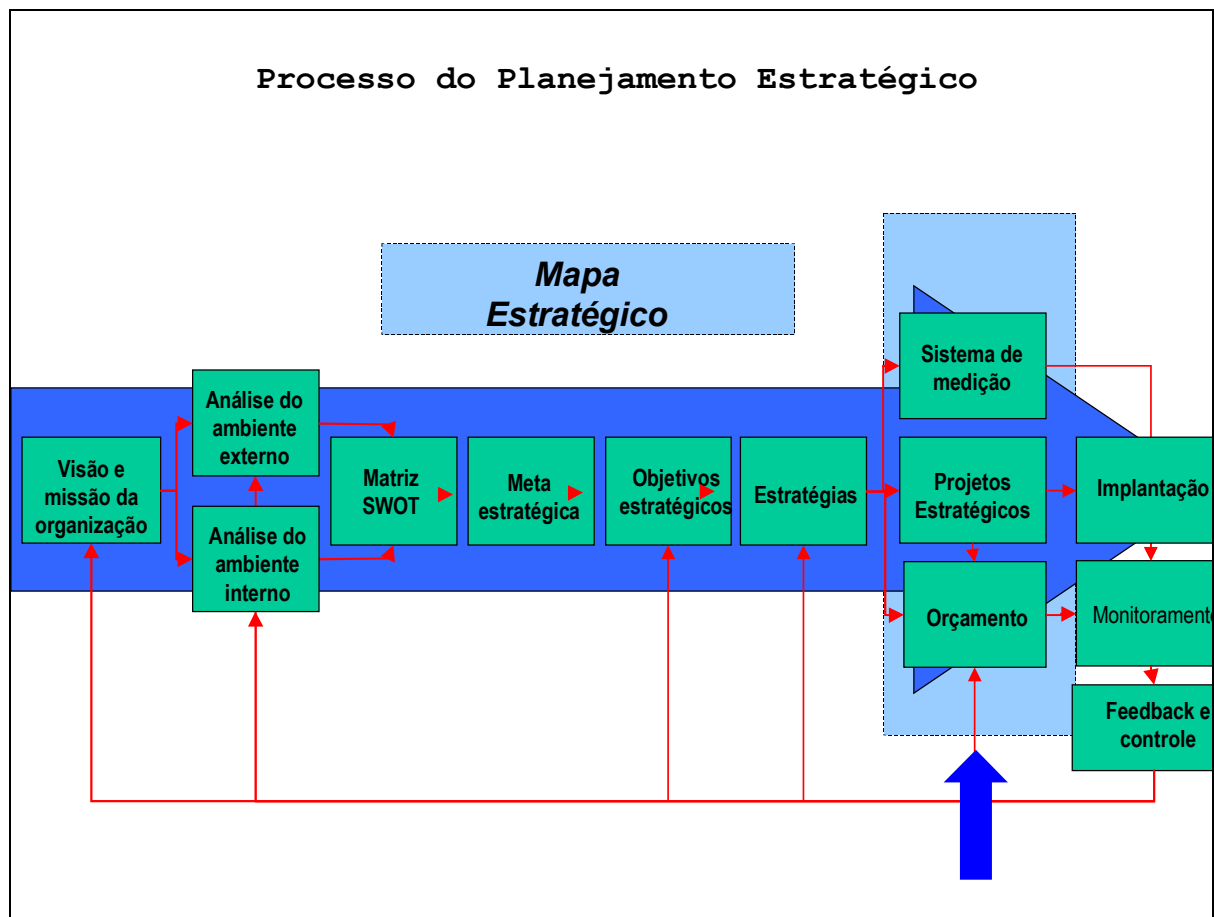 Processo do Planejamento Estratégico
Mapa
Estratégico
Sistema de
medição
Análise do
ambiente
externo
Visão e
missão da
organização
Matriz
SWOT
Meta
estratégica
Objetivos
estratégicos
Estratégias
Projetos
Estratégicos
Implantação
Análise do
ambiente
interno
Orçamento
Monitoramento
Feedback e
controle